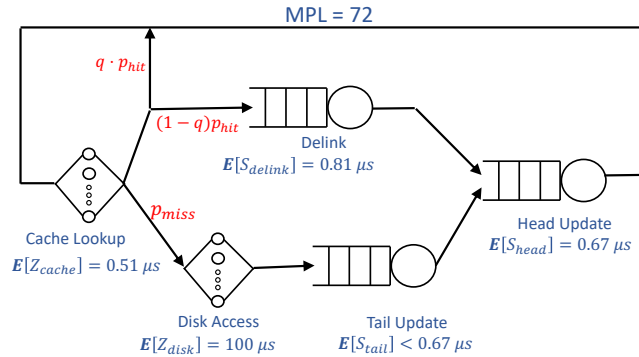 MPL = 72
q · p_hit
(1 − q)p_hit
Delink
E[S_delink] = 0.81 μs
p_miss
Cache Lookup
E[Z_cache] = 0.51 μs
Head Update
E[S_head] = 0.67 μs
Disk Access
E[Z_disk] = 100 μs
Tail Update
E[S_tail] < 0.67 μs